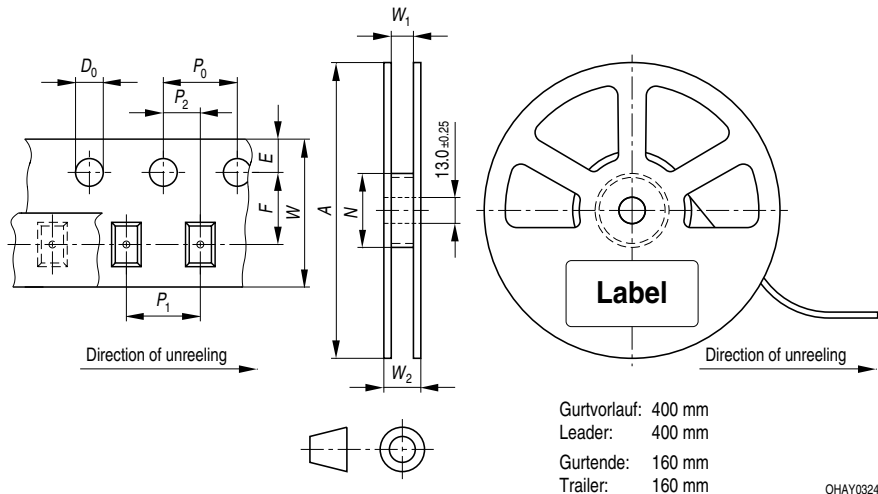 W1
D0
P0
P2
E
F
W
A
N
13.0±0.25
P1
W2
Label
Direction of unreeling
Direction of unreeling
Gurtvorlauf: 400 mm
Leader: 400 mm
Gurtende: 160 mm
Trailer: 160 mm
OHAY0324